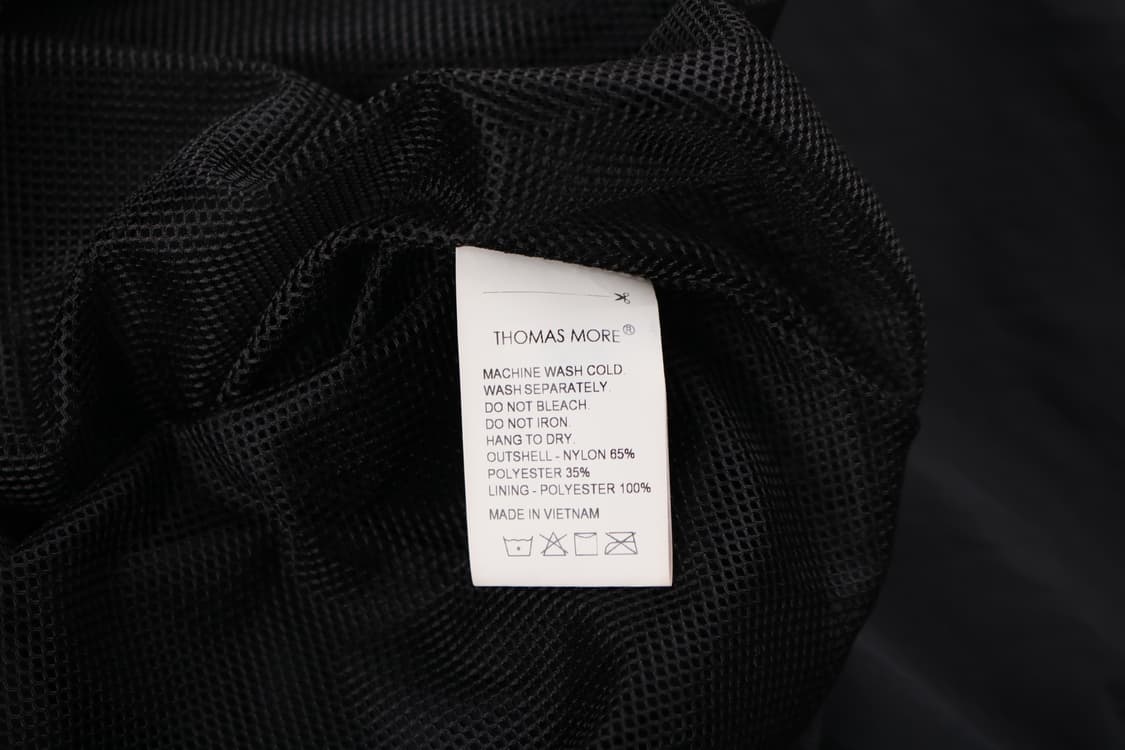 THOMAS MORE®
MACHINE WASH COLD.
WASH SEPARATELY.
DO NOT BLEACH.
DO NOT IRON.
HANG TO DRY.
OUTSHELL - NYLON 65%
POLYESTER 35%
LINING - POLYESTER 100%
MADE IN VIETNAM